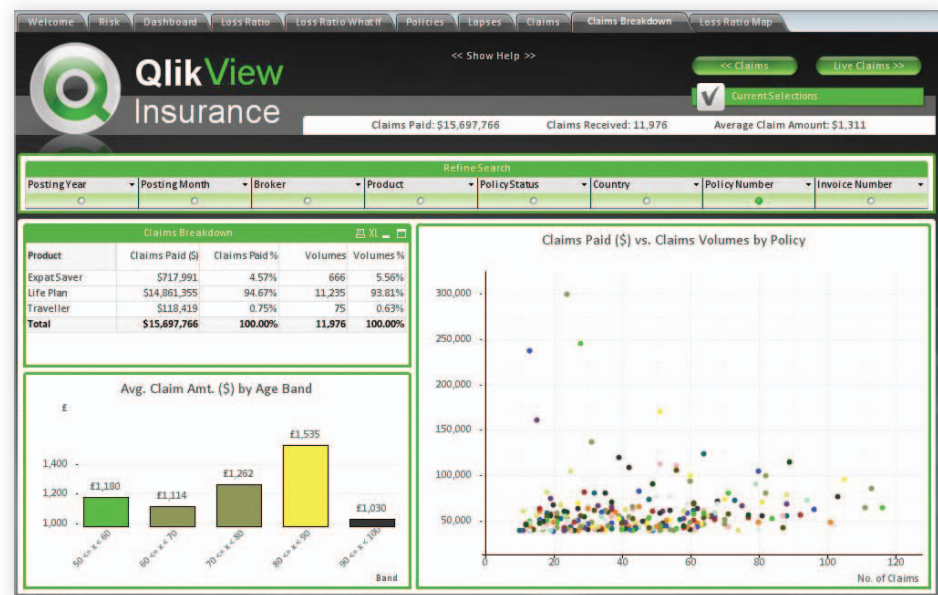 Welcome Risk Dashboard Loss Ratio Loss Ratio What If Policies Lapses Claims Claims Breakdown Loss Ratio Map
<< Show Help >>
<< Claims Live Claims >>
QlikView
Insurance
Current Selections
Claims Paid: $15,697,766 Claims Received: 11,976 Average Claim Amount: $1,311
Refine Search
Posting Year Posting Month Broker Product Policy Status Country Policy Number Invoice Number
Claims Breakdown XL
Product Claims Paid ($) Claims Paid % Volumes Volumes %
Expat Saver $717,991 4.57% 666 5.56%
Life Plan $14,861,355 94.67% 11,235 93.81%
Traveller $118,419 0.75% 75 0.63%
Total $15,697,766 100.00% 11,976 100.00%
Avg. Claim Amt. ($) by Age Band
£
1,400
1,200
1,000
£1,180
£1,114
£1,262
£1,535
£1,030
50 <= x < 60
60 <= x < 70
70 <= x < 80
80 <= x < 90
90 <= x < 100
Band
Claims Paid ($) vs. Claims Volumes by Policy
300,000
250,000
200,000
150,000
100,000
50,000
0 20 40 60 80 100 120
No. of Claims